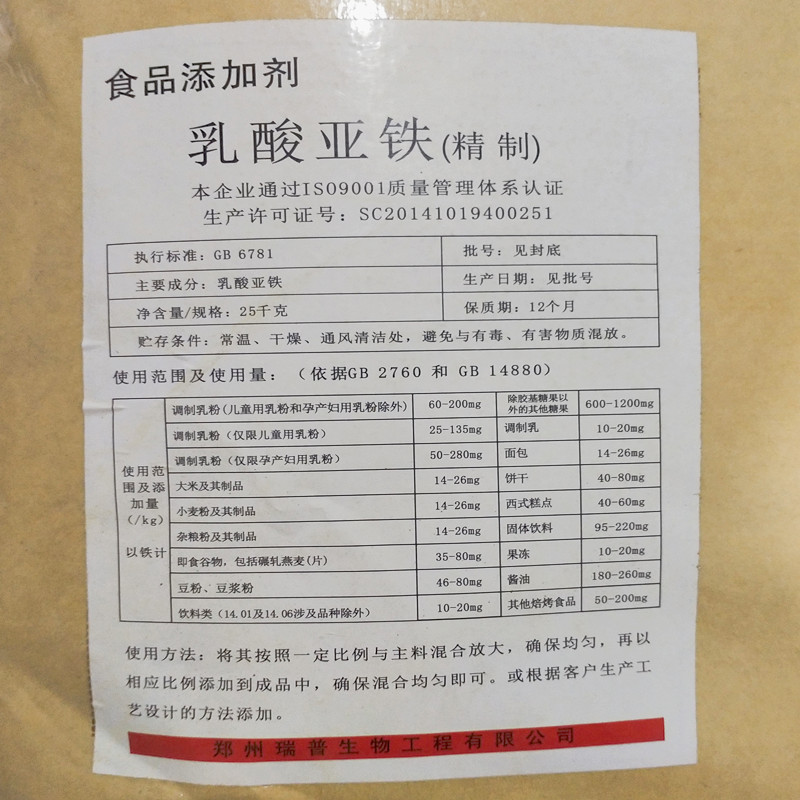 食品添加剂
乳酸亚铁(精制)
本企业通过ISO9001质量管理体系认证
生产许可证号：SC20141019400251
执行标准：GB 6781 批号：见封底
主要成分：乳酸亚铁 生产日期：见批号
净含量/规格：25千克 保质期：12个月
贮存条件：常温、干燥、通风清洁处，避免与有毒、有害物质混放。
使用范围及使用量：（依据GB 2760 和 GB 14880）
使用范
围及添
加量
（/kg）
以铁计
调制乳粉(儿童用乳粉和孕产妇用乳粉除外) 60-200mg 除胶基糖果以
外的其他糖果 600-1200mg
调制乳粉（仅限儿童用乳粉） 25-135mg 调制乳 10-20mg
调制乳粉（仅限孕产妇用乳粉） 50-280mg 面包 14-26mg
大米及其制品 14-26mg 饼干 40-80mg
小麦粉及其制品 14-26mg 西式糕点 40-60mg
杂粮粉及其制品 14-26mg 固体饮料 95-220mg
即食谷物，包括碾轧燕麦(片) 35-80mg 果冻 10-20mg
豆粉、豆浆粉 46-80mg 酱油 180-260mg
饮料类（14.01及14.06涉及品种除外） 10-20mg 其他焙烤食品 50-200mg
使用方法：将其按照一定比例与主料混合放大，确保均匀，再以
相应比例添加到成品中，确保混合均匀即可。或根据客户生产工
艺设计的方法添加。
郑州瑞普生物工程有限公司